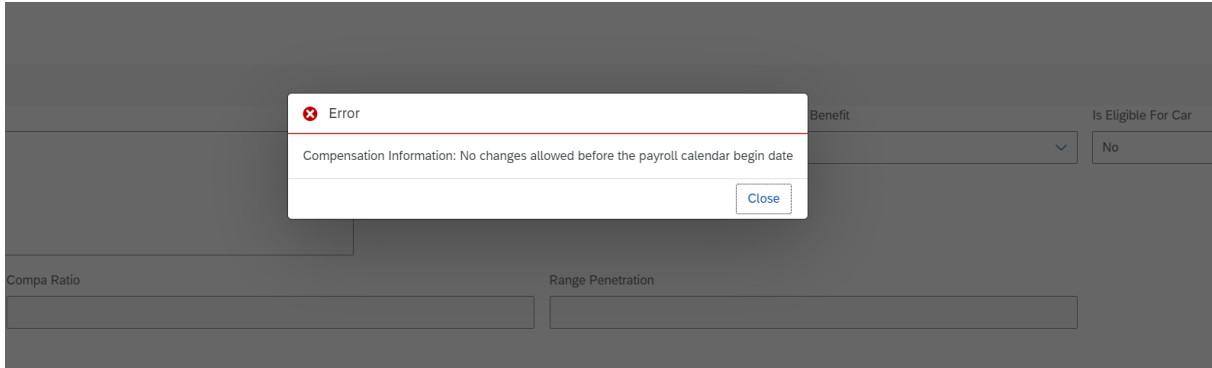 Error
Benefit
Is Eligible For Car
Compensation Information: No changes allowed before the payroll calendar begin date
No
Close
Compa Ratio
Range Penetration